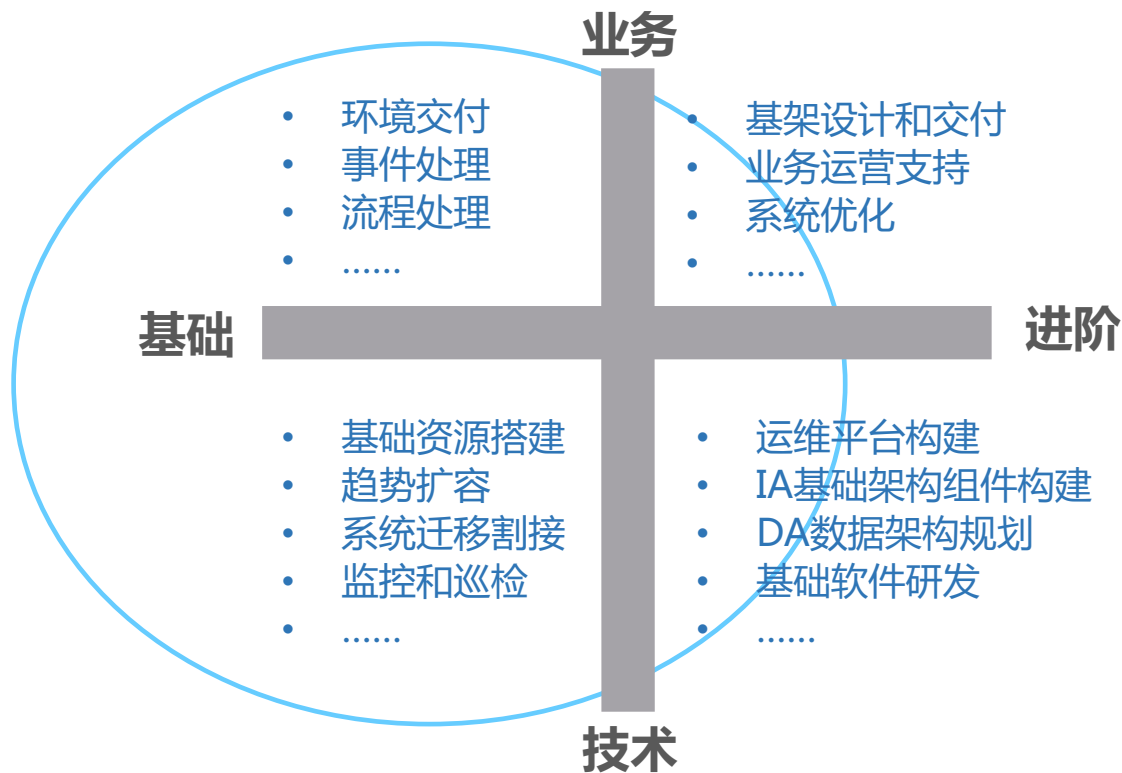 业务
• 环境交付
• 事件处理
• 流程处理
• ……
• 基架设计和交付
• 业务运营支持
• 系统优化
• ……
基础
进阶
• 基础资源搭建
• 趋势扩容
• 系统迁移割接
• 监控和巡检
• ……
• 运维平台构建
• IA基础架构组件构建
• DA数据架构规划
• 基础软件研发
• ……
技术